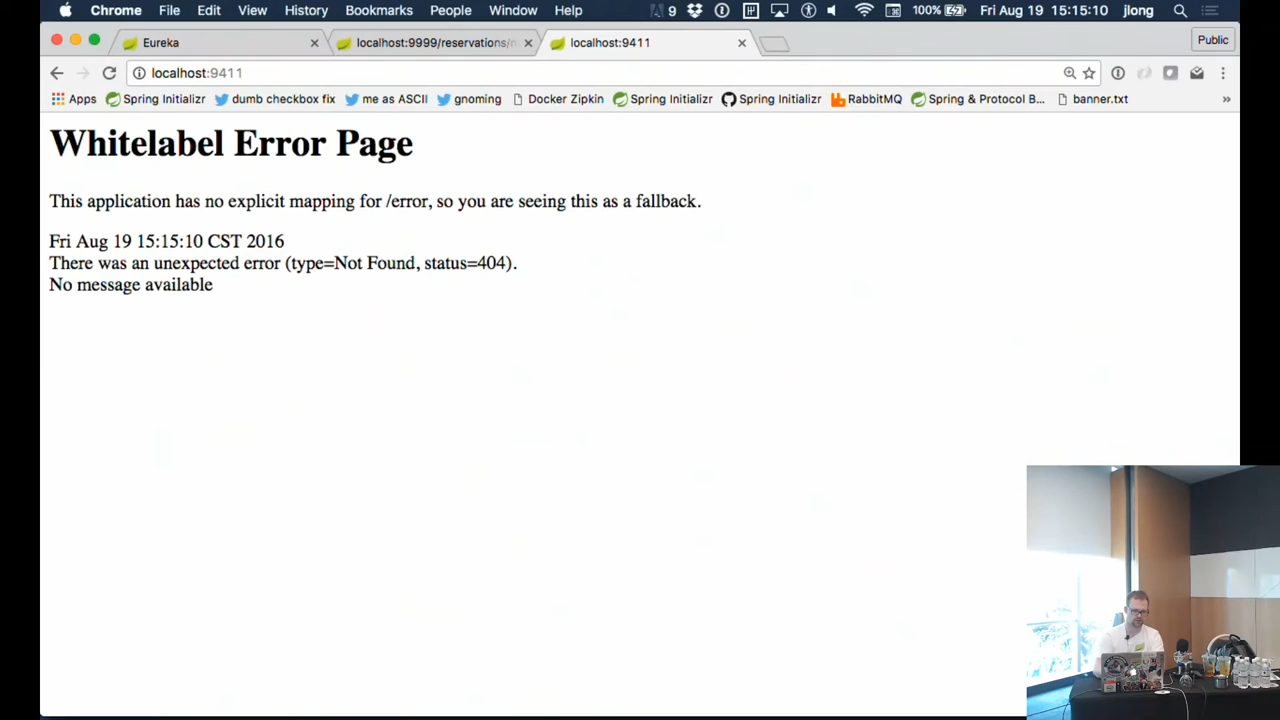 Chrome File Edit View History Bookmarks People Window Help 9 100% Fri Aug 19 15:15:10 jlong
Eureka localhost:9999/reservations/n localhost:9411 Public
localhost:9411
Apps Spring Initializr dumb checkbox fix me as ASCII gnoming Docker Zipkin Spring Initializr Spring Initializr RabbitMQ Spring & Protocol B... banner.txt »
Whitelabel Error Page
This application has no explicit mapping for /error, so you are seeing this as a fallback.
Fri Aug 19 15:15:10 CST 2016
There was an unexpected error (type=Not Found, status=404).
No message available